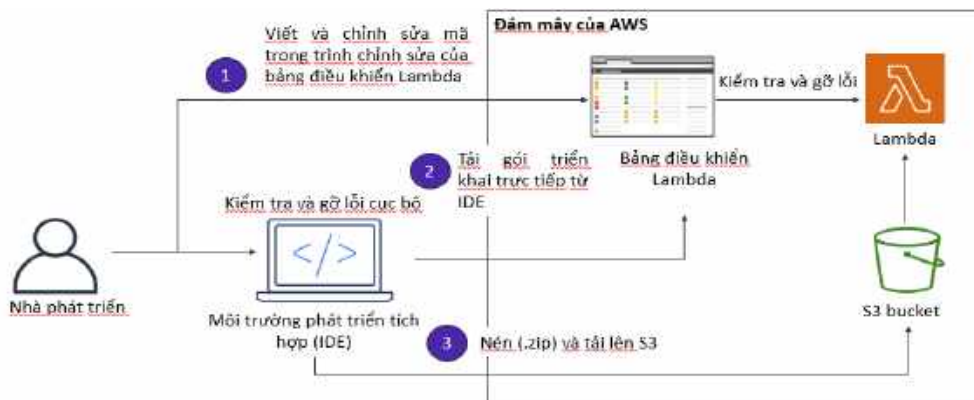 Đám mây của AWS
Viết và chỉnh sửa mã
trong trình chỉnh sửa của
bảng điều khiển Lambda
1
Kiểm tra và gỡ lỗi
Lambda
2
Tải gói triển
khai trực tiếp từ
IDE
Bảng điều khiển
Lambda
Kiểm tra và gỡ lỗi cục bộ
</>
Nhà phát triển
Môi trường phát triển tích
hợp (IDE)
S3 bucket
3
Nén (.zip) và tải lên S3